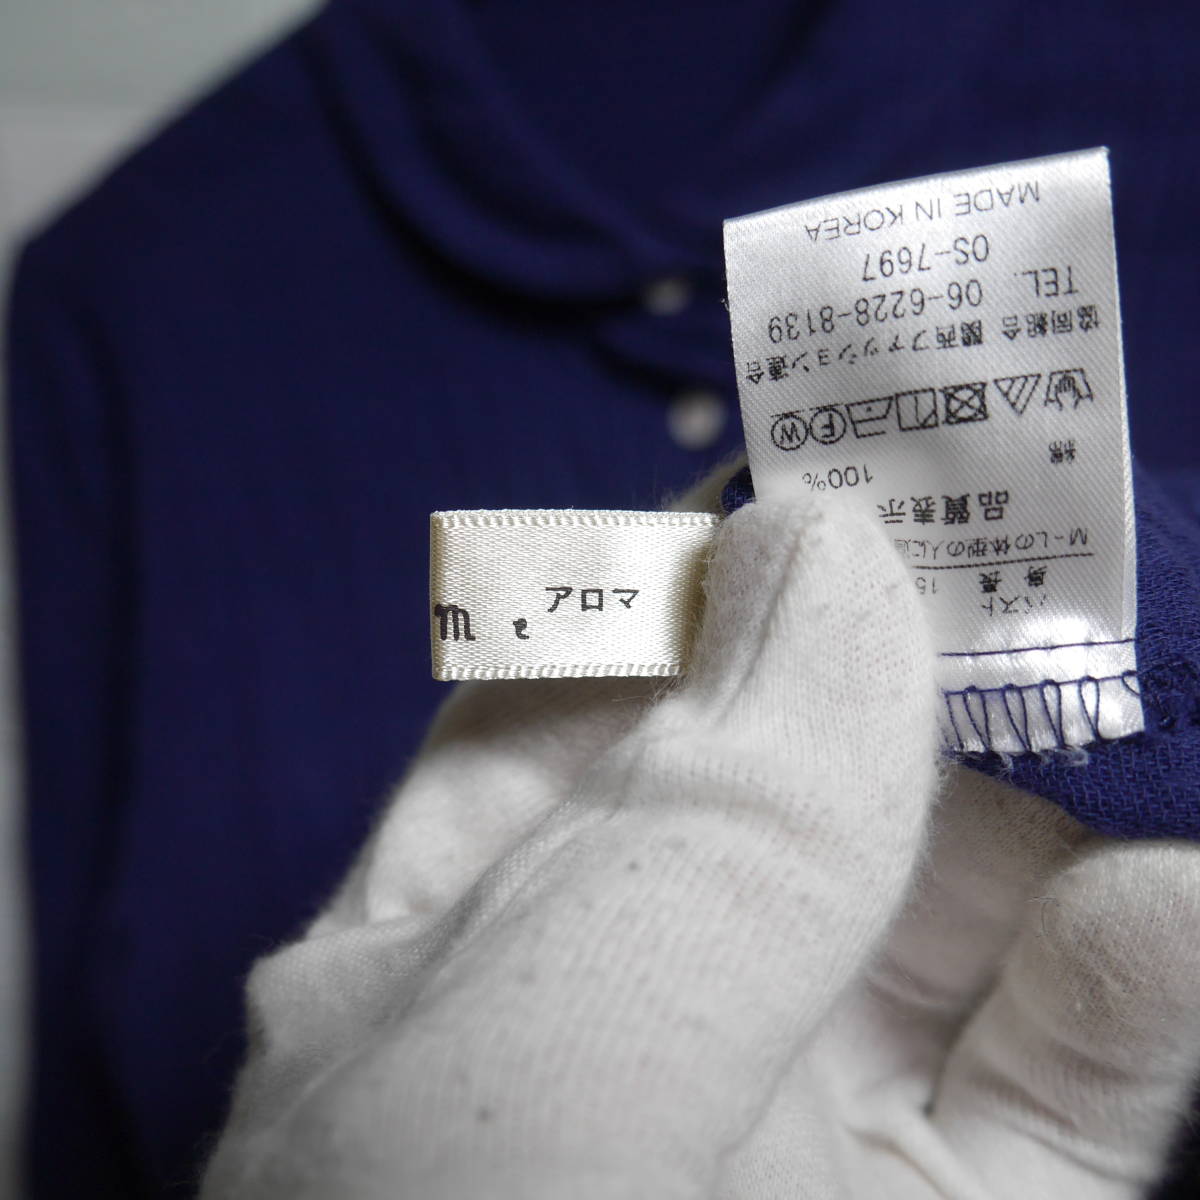 バスト
身長 15
M-Lの体型の人に適
品質表示
綿 100%
協同組合 関西ファッション連合
TEL. 06-6228-8139
OS-7697
MADE IN KOREA
m e アロマ